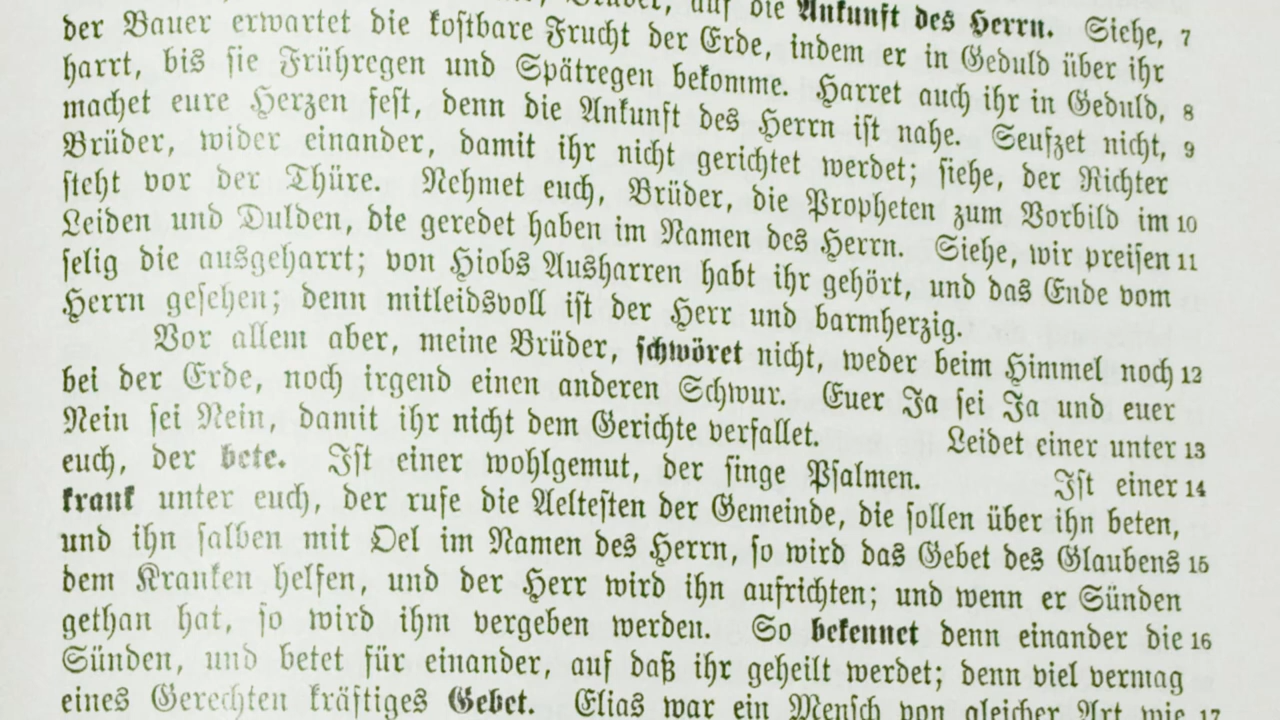 auf die Ankunft des Herrn. Siehe, 7
der Bauer erwartet die kostbare Frucht der Erde, indem er in Geduld über ihr
harrt, bis sie Frühregen und Spätregen bekomme. Harret auch ihr in Geduld, 8
machet eure Herzen fest, denn die Ankunft des Herrn ist nahe. Seufzet nicht, 9
Brüder, wider einander, damit ihr nicht gerichtet werdet; siehe, der Richter
steht vor der Thüre. Nehmet euch, Brüder, die Propheten zum Vorbild im 10
Leiden und Dulden, die geredet haben im Namen des Herrn. Siehe, wir preisen 11
selig die ausgeharrt; von Hiobs Ausharren habt ihr gehört, und das Ende vom
Herrn gesehen; denn mitleidsvoll ist der Herr und barmherzig.
Vor allem aber, meine Brüder, schwöret nicht, weder beim Himmel noch 12
bei der Erde, noch irgend einen anderen Schwur. Euer Ja sei Ja und euer
Nein sei Nein, damit ihr nicht dem Gerichte verfallet. Leidet einer unter 13
euch, der bete. Ist einer wohlgemut, der singe Psalmen. Ist einer 14
krank unter euch, der rufe die Aeltesten der Gemeinde, die sollen über ihn beten,
und ihn salben mit Oel im Namen des Herrn, so wird das Gebet des Glaubens 15
dem Kranken helfen, und der Herr wird ihn aufrichten; und wenn er Sünden
gethan hat, so wird ihm vergeben werden. So bekennet denn einander die 16
Sünden, und betet für einander, auf daß ihr geheilt werdet; denn viel vermag
eines Gerechten kräftiges Gebet. Elias war ein Mensch von gleicher Art wie 17